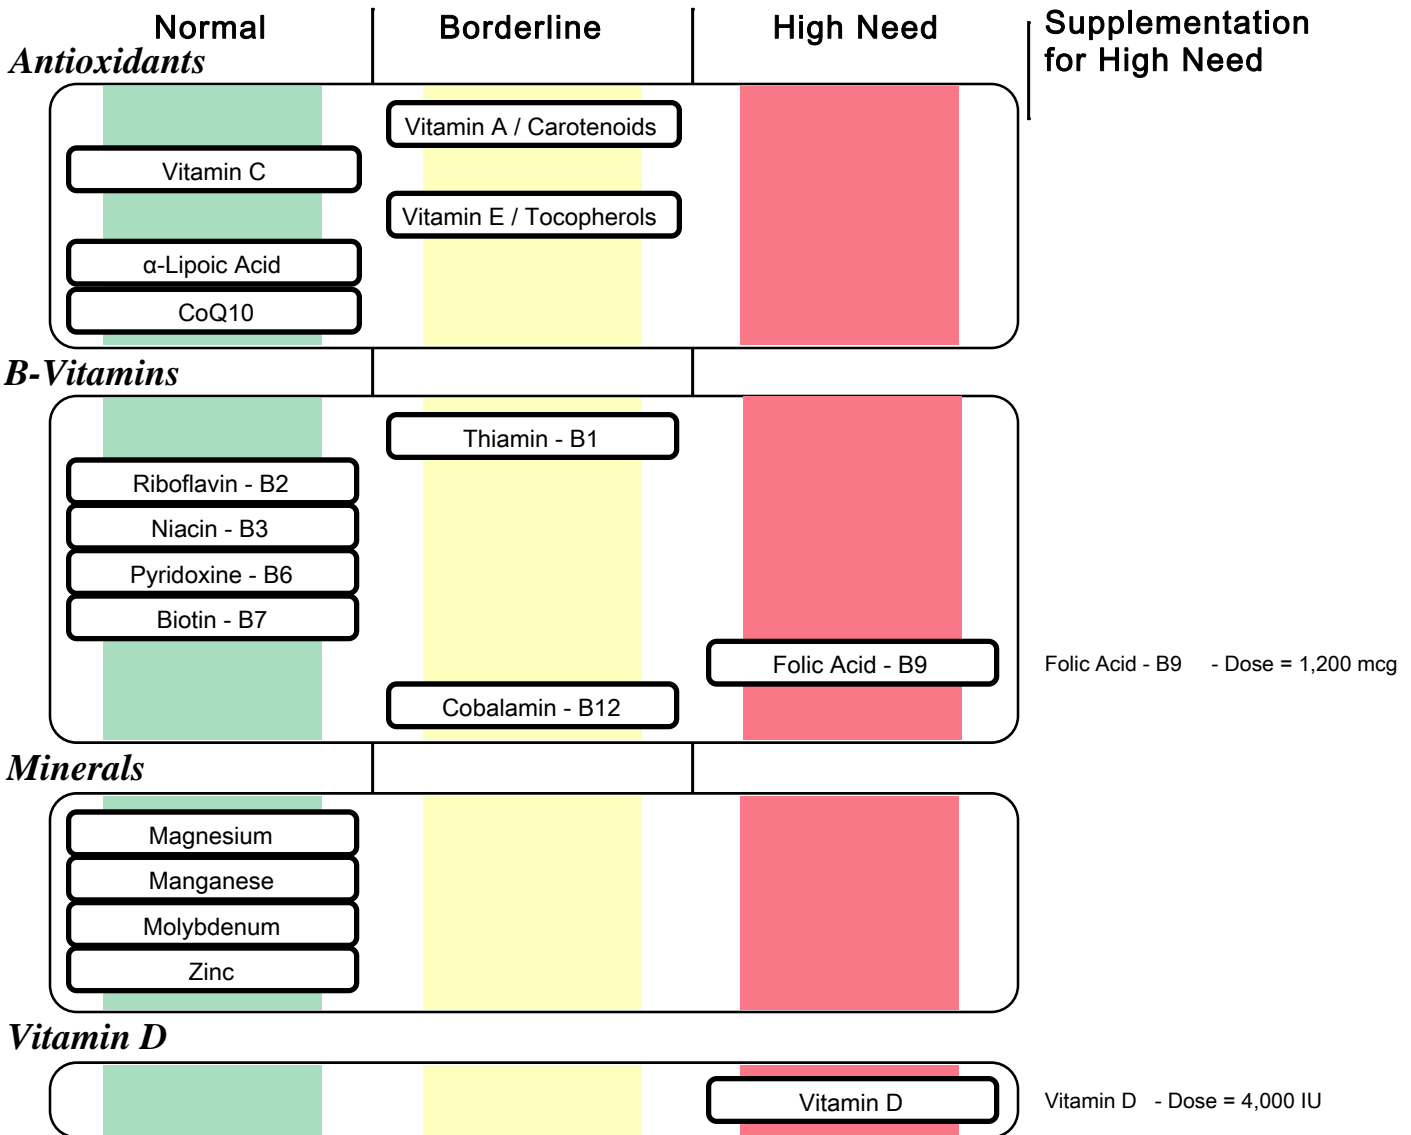 Normal
Borderline
High Need
Supplementation
for High Need
Antioxidants
Vitamin A / Carotenoids
Vitamin C
Vitamin E / Tocopherols
α-Lipoic Acid
CoQ10
B-Vitamins
Thiamin - B1
Riboflavin - B2
Niacin - B3
Pyridoxine - B6
Biotin - B7
Folic Acid - B9
Folic Acid - B9 - Dose = 1,200 mcg
Cobalamin - B12
Minerals
Magnesium
Manganese
Molybdenum
Zinc
Vitamin D
Vitamin D
Vitamin D - Dose = 4,000 IU